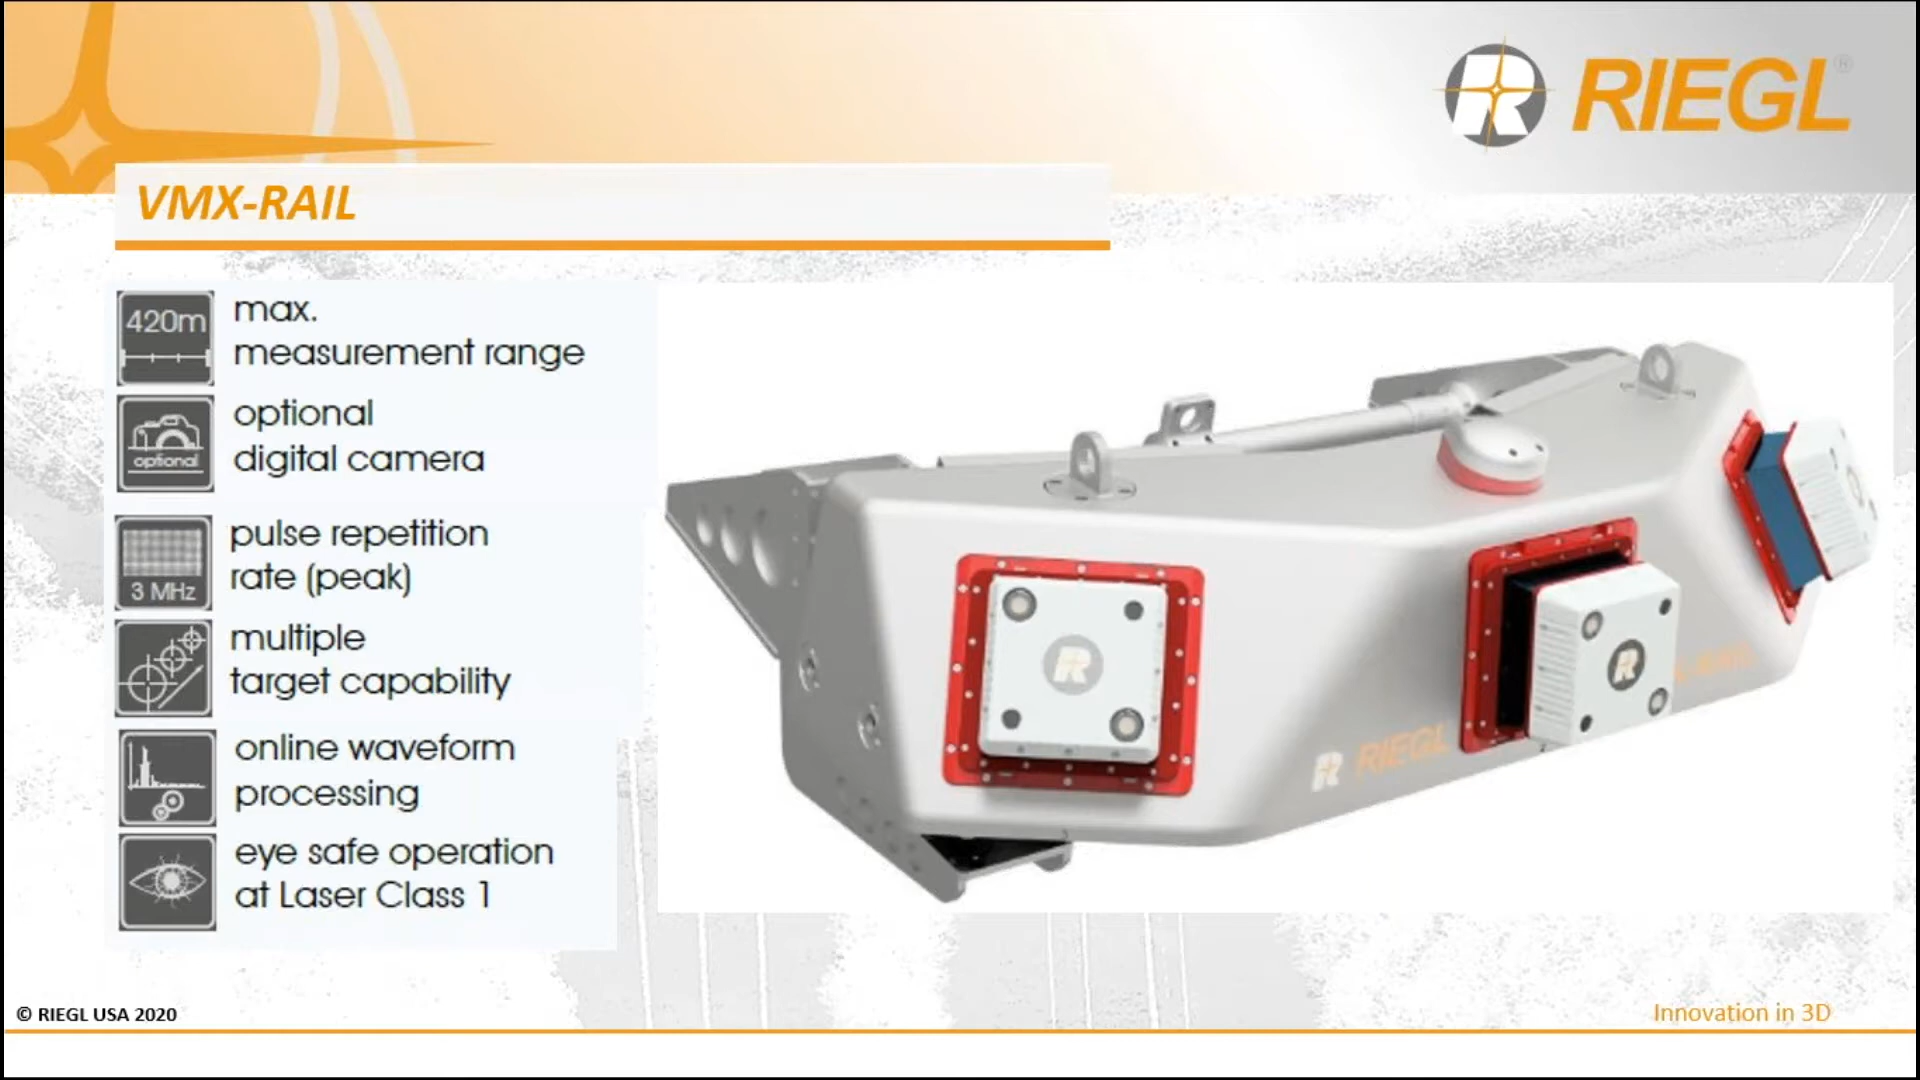 RIEGL®
VMX-RAIL
420m
max.
measurement range
optional
optional
digital camera
3 MHz
pulse repetition
rate (peak)
multiple
target capability
online waveform
processing
eye safe operation
at Laser Class 1
R
R
R RIEGL
© RIEGL USA 2020
Innovation in 3D